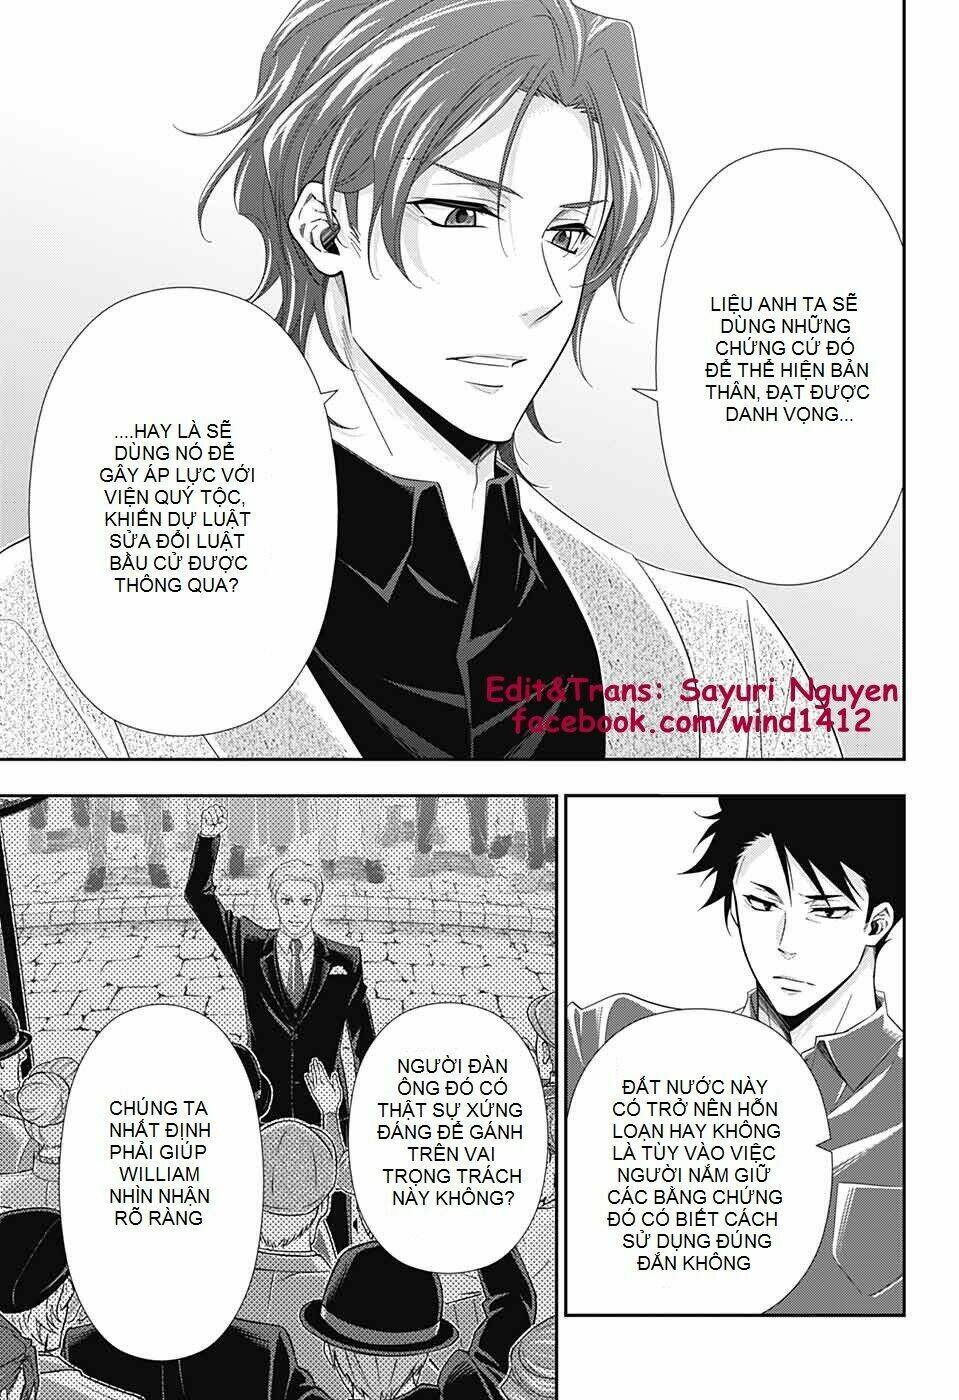 LIỆU ANH TA SẼ
DÙNG NHỮNG
CHỨNG CỨ ĐÓ
ĐỂ THỂ HIỆN BẢN
THÂN, ĐẠT ĐƯỢC
DANH VỌNG...
....HAY LÀ SẼ
DÙNG NÓ ĐỂ
GÂY ÁP LỰC VỚI
VIỆN QUÝ TỘC,
KHIẾN DỰ LUẬT
SỬA ĐỔI LUẬT
BẦU CỬ ĐƯỢC
THÔNG QUA?
Edit&Trans: Sayuri Nguyen
facebook.com/wind1412
ĐẤT NƯỚC NÀY
CÓ TRỞ NÊN HỖN
LOẠN HAY KHÔNG
LÀ TÙY VÀO VIỆC
NGƯỜI NẮM GIỮ
CÁC BẰNG CHỨNG
ĐÓ CÓ BIẾT CÁCH
SỬ DỤNG ĐÚNG
ĐẮN KHÔNG
NGƯỜI ĐÀN
ÔNG ĐÓ CÓ
THẬT SỰ XỨNG
ĐÁNG ĐỂ GÁNH
TRÊN VAI
TRỌNG TRÁCH
NÀY KHÔNG?
CHÚNG TA
NHẤT ĐỊNH
PHẢI GIÚP
WILLIAM
NHÌN NHẬN
RÕ RÀNG